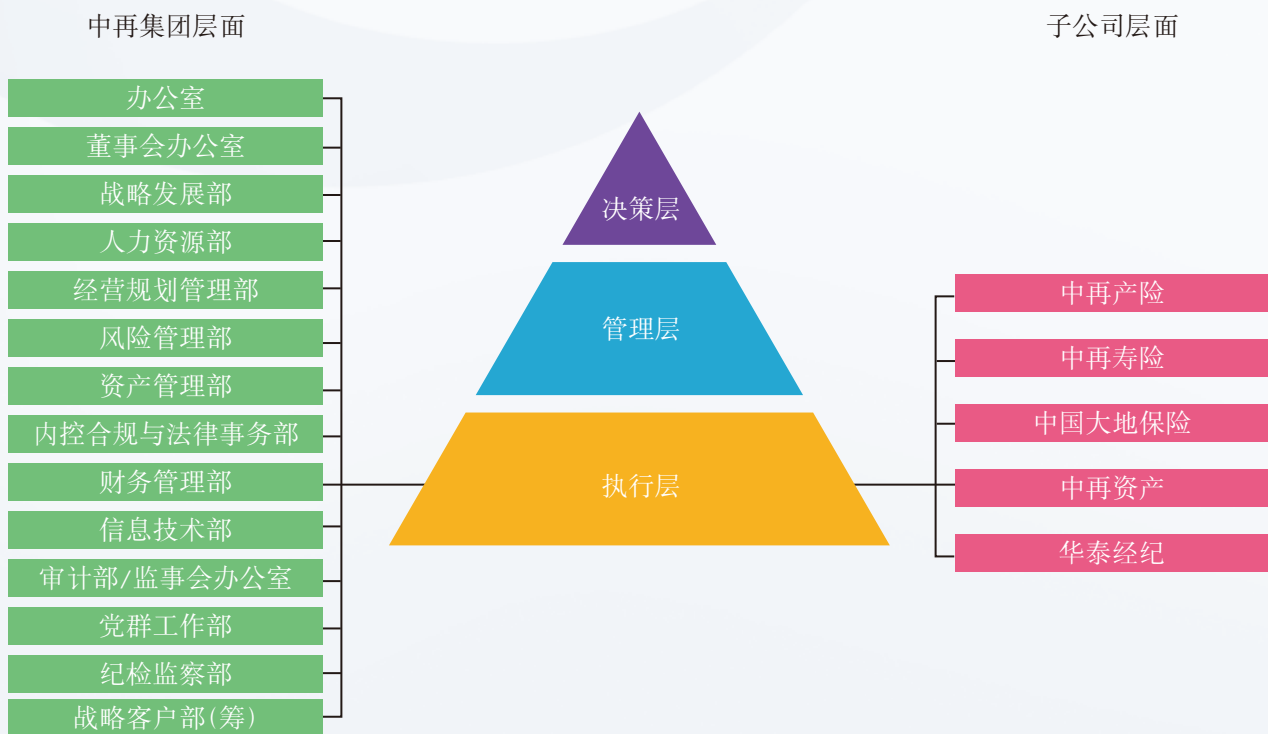 中再集团层面
办公室
董事会办公室
战略发展部
人力资源部
经营规划管理部
风险管理部
资产管理部
内控合规与法律事务部
财务管理部
信息技术部
审计部/监事会办公室
党群工作部
纪检监察部
战略客户部(筹)
决策层
管理层
执行层
子公司层面
中再产险
中再寿险
中国大地保险
中再资产
华泰经纪